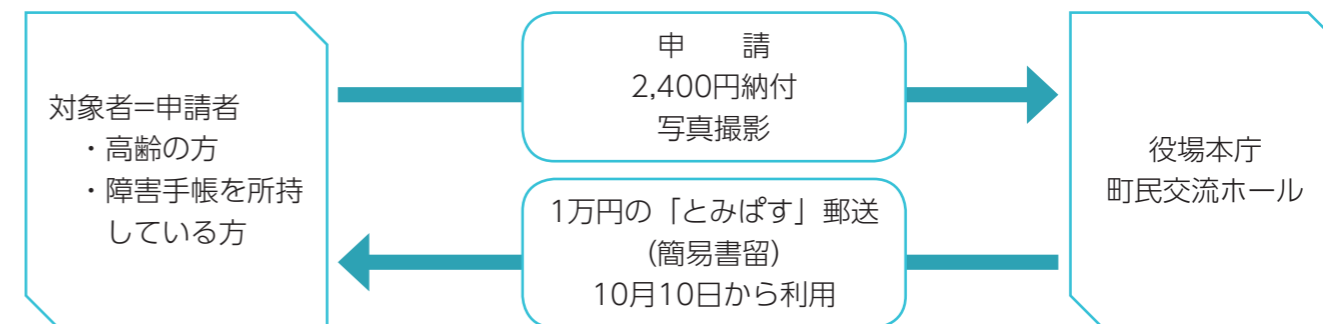 対象者=申請者
・高齢の方
・障害手帳を所持
している方
申　請
2,400円納付
写真撮影
1万円の「とみぱす」郵送
(簡易書留)
10月10日から利用
役場本庁
町民交流ホール